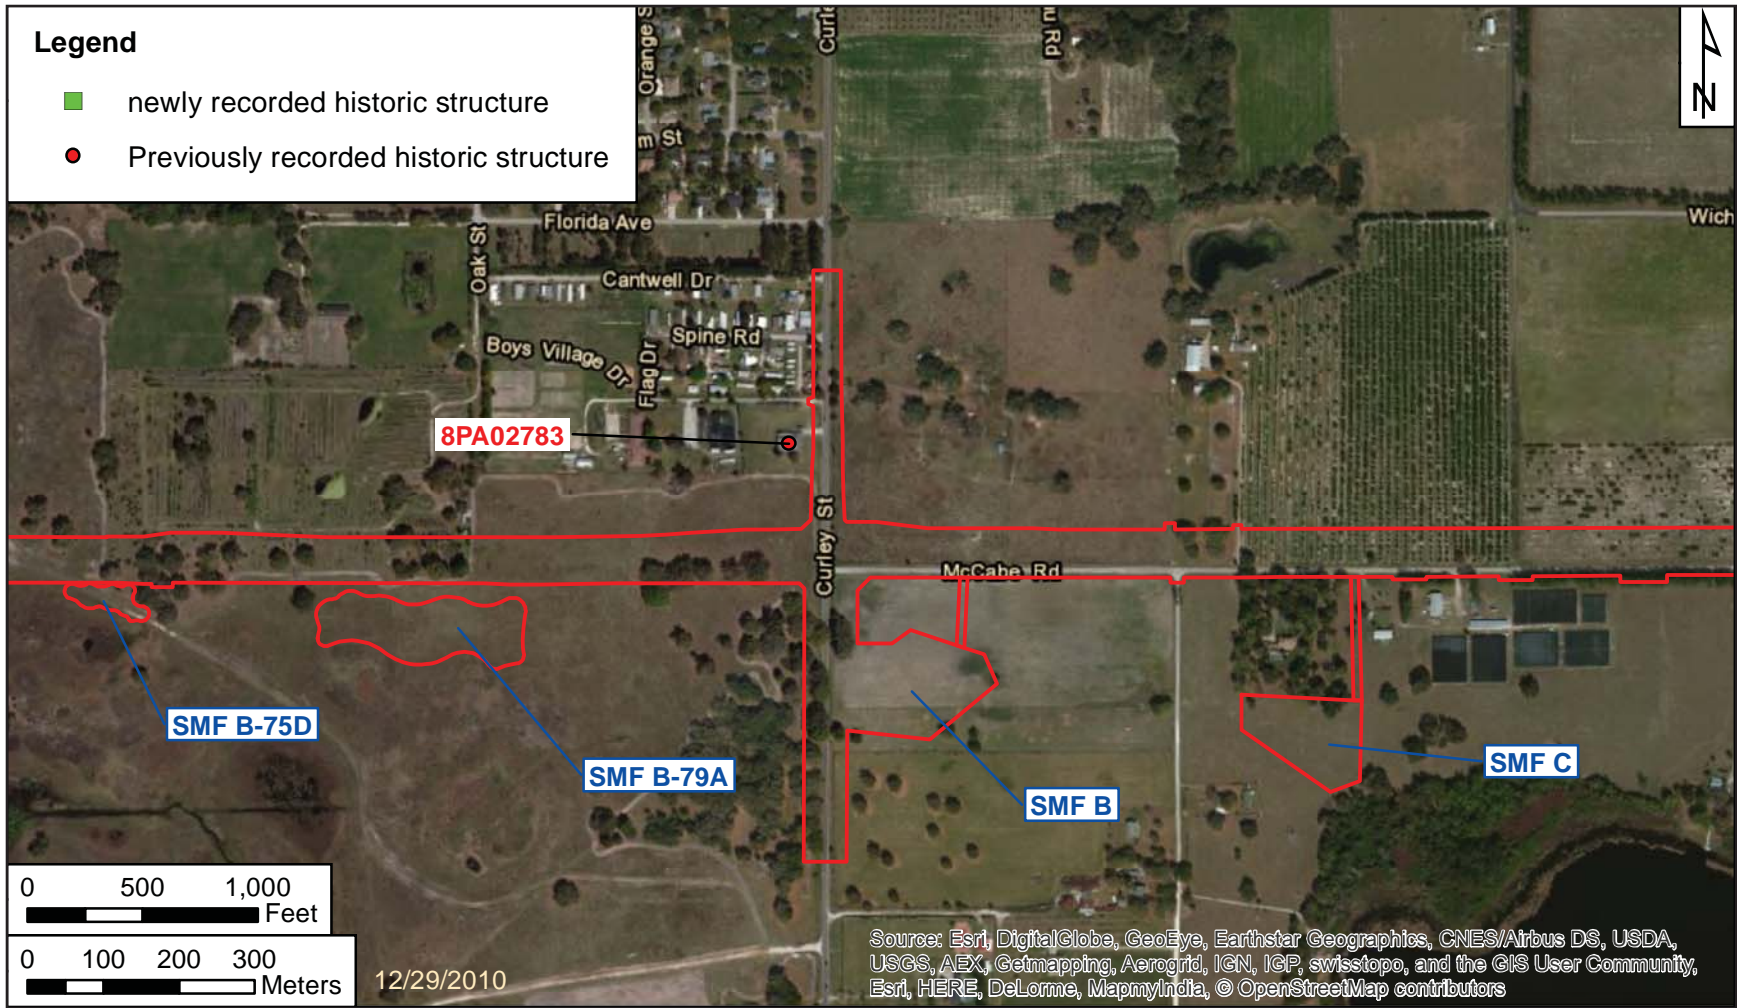 Legend
newly recorded historic structure
Previously recorded historic structure
Orange S
Curle
u Rd
N
m St
Florida Ave
Wich
Oak St
Cantwell Dr
Spine Rd
Boys Village Dr
Flag Dr
8PA02783
Curley St
McCabe Rd
SMF B-75D
SMF B-79A
SMF B
SMF C
0 500 1,000
Feet
0 100 200 300
Meters
12/29/2010
Source: Esri, DigitalGlobe, GeoEye, Earthstar Geographics, CNES/Airbus DS, USDA,
USGS, AEX, Getmapping, Aerogrid, IGN, IGP, swisstopo, and the GIS User Community,
Esri, HERE, DeLorme, MapmyIndia, © OpenStreetMap contributors